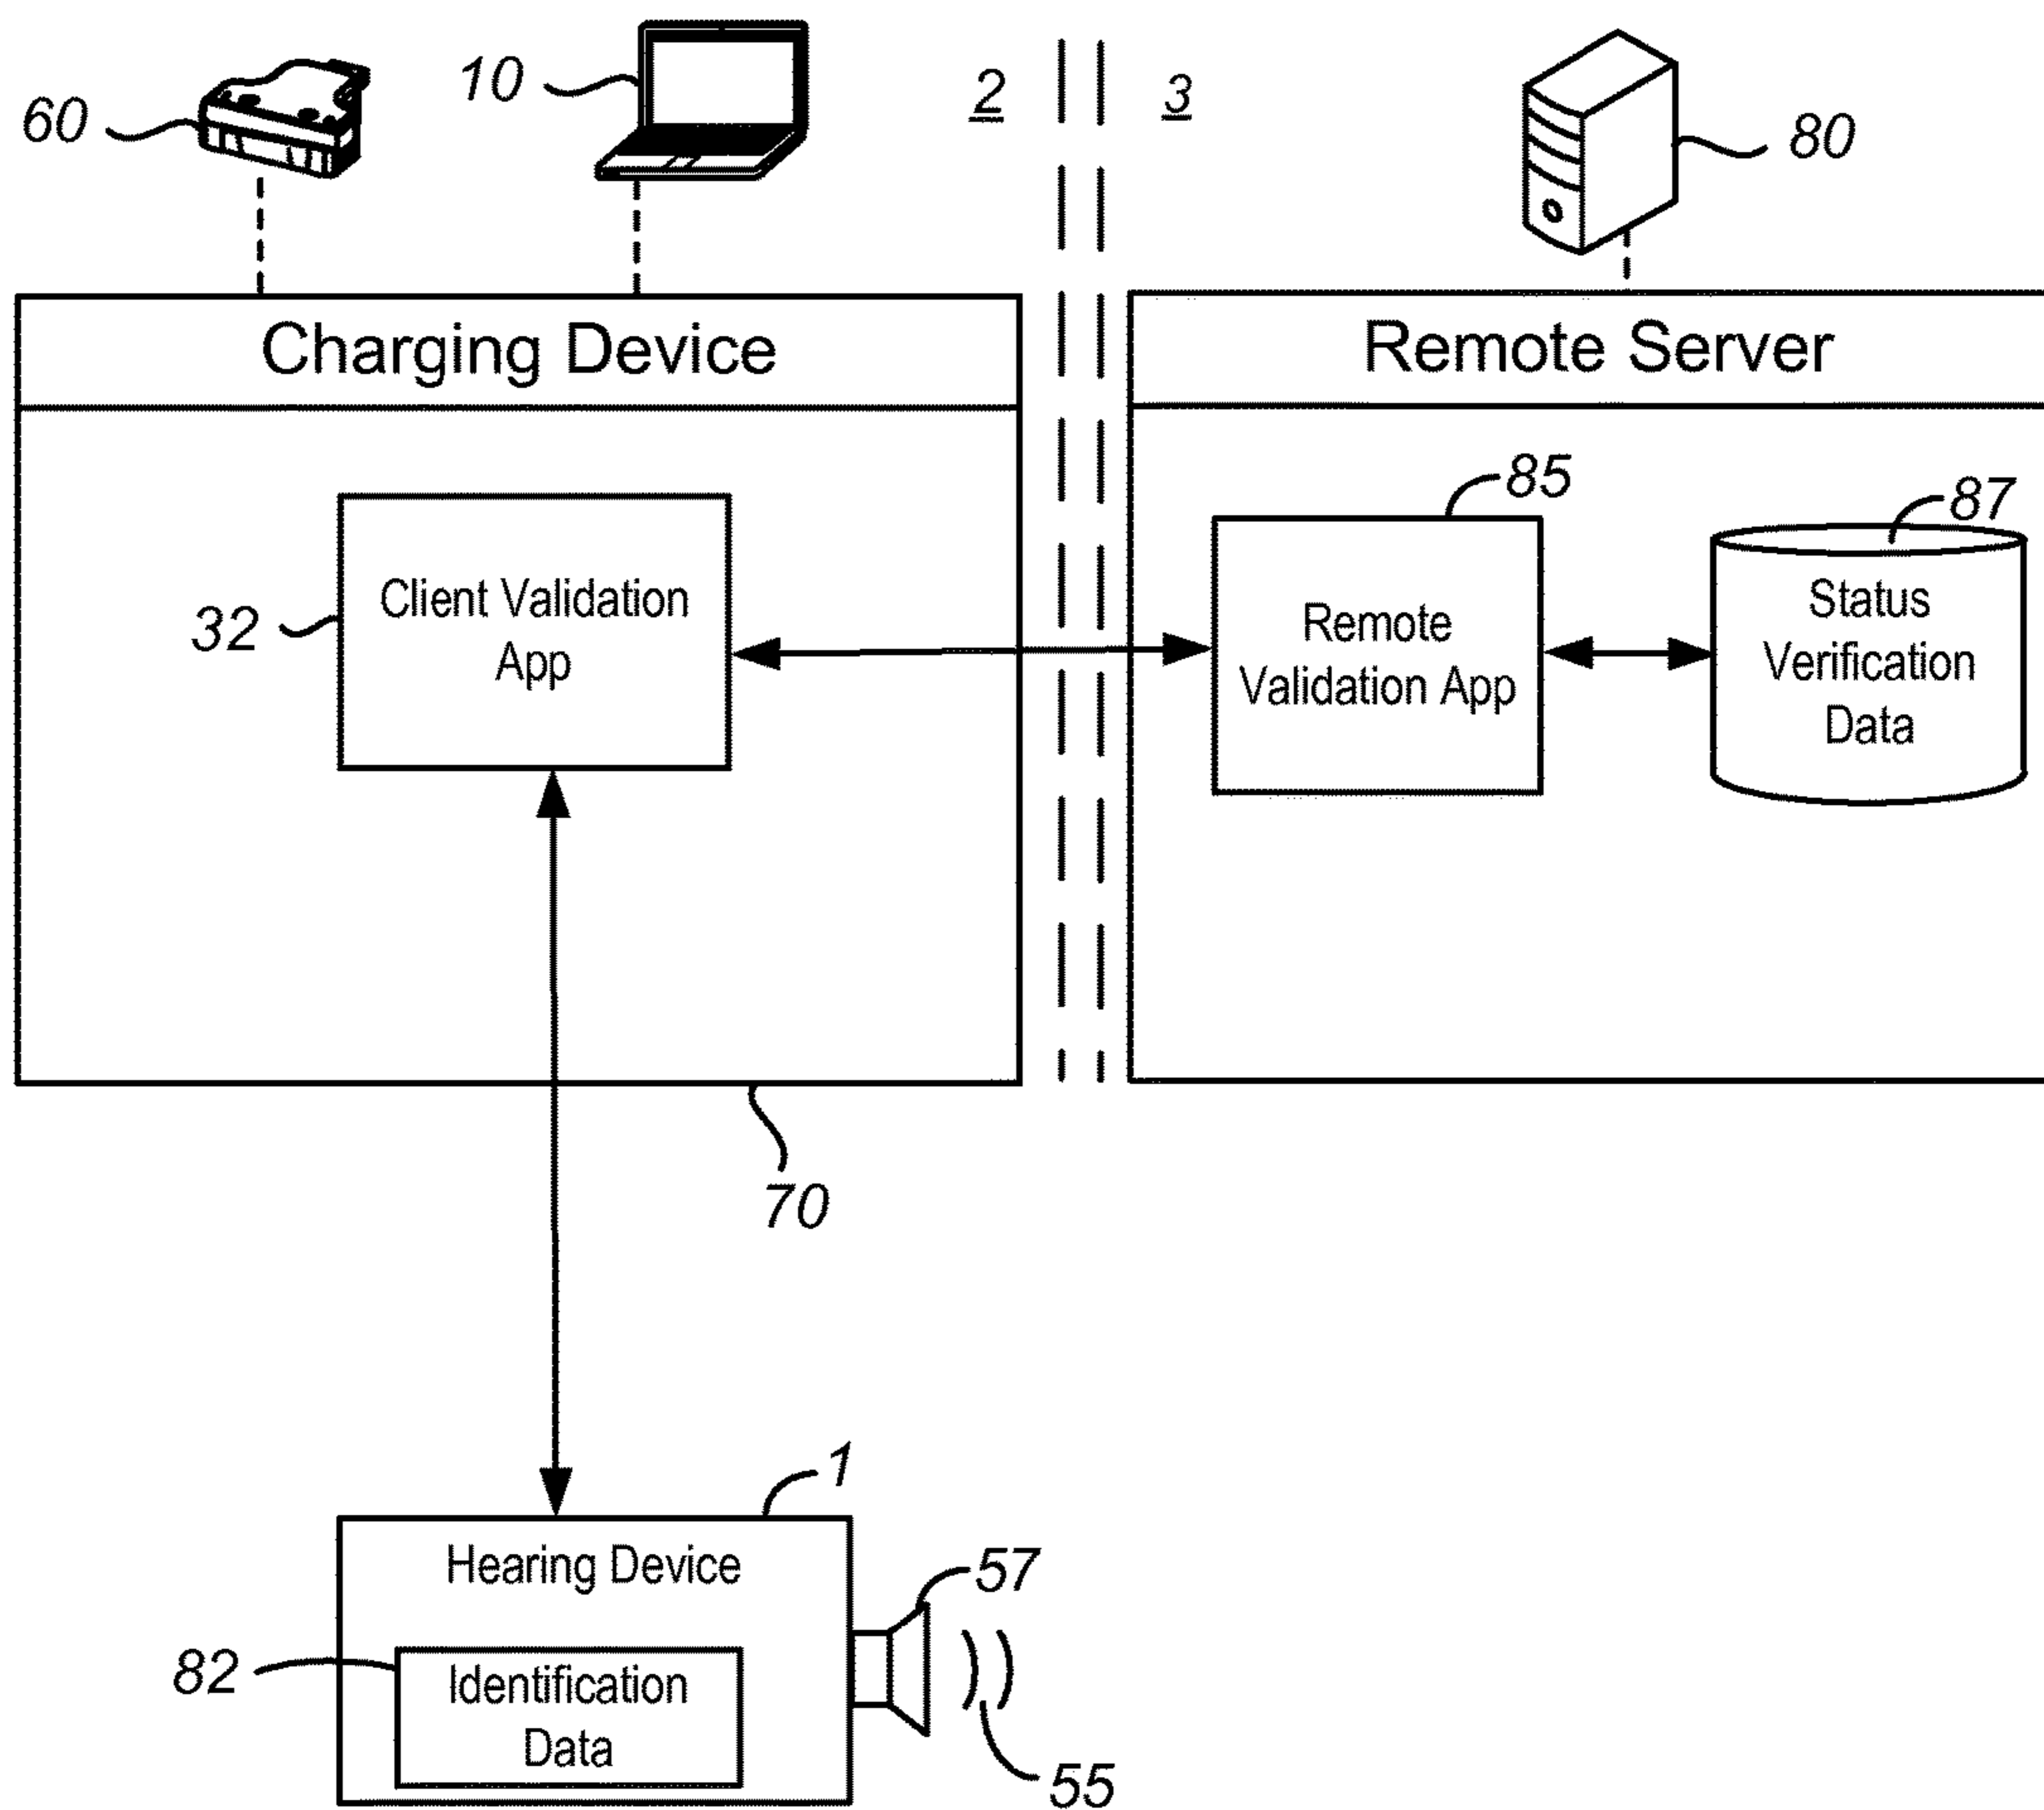 60
10
2
3
80
Charging Device
Remote Server
85
87
32
Client Validation
App
Remote
Validation App
Status
Verification
Data
70
1
Hearing Device
57
82
Identification
Data
55